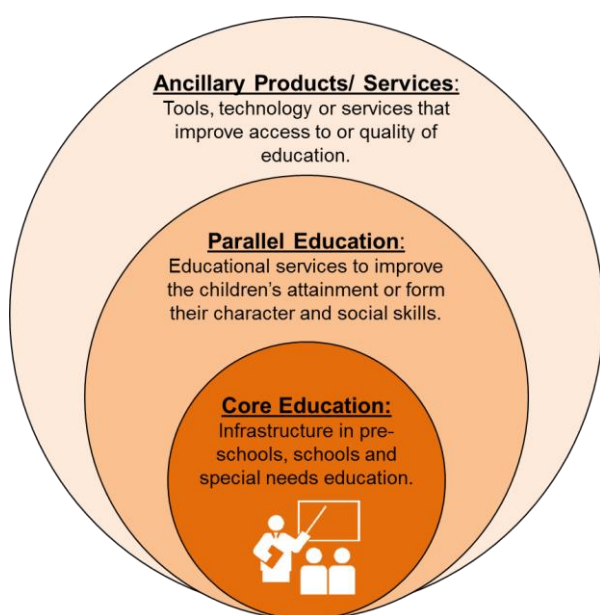 Ancillary Products/ Services:
Tools, technology or services that
improve access to or quality of
education.
Parallel Education:
Educational services to improve
the children’s attainment or form
their character and social skills.
Core Education:
Infrastructure in pre-
schools, schools and
special needs education.